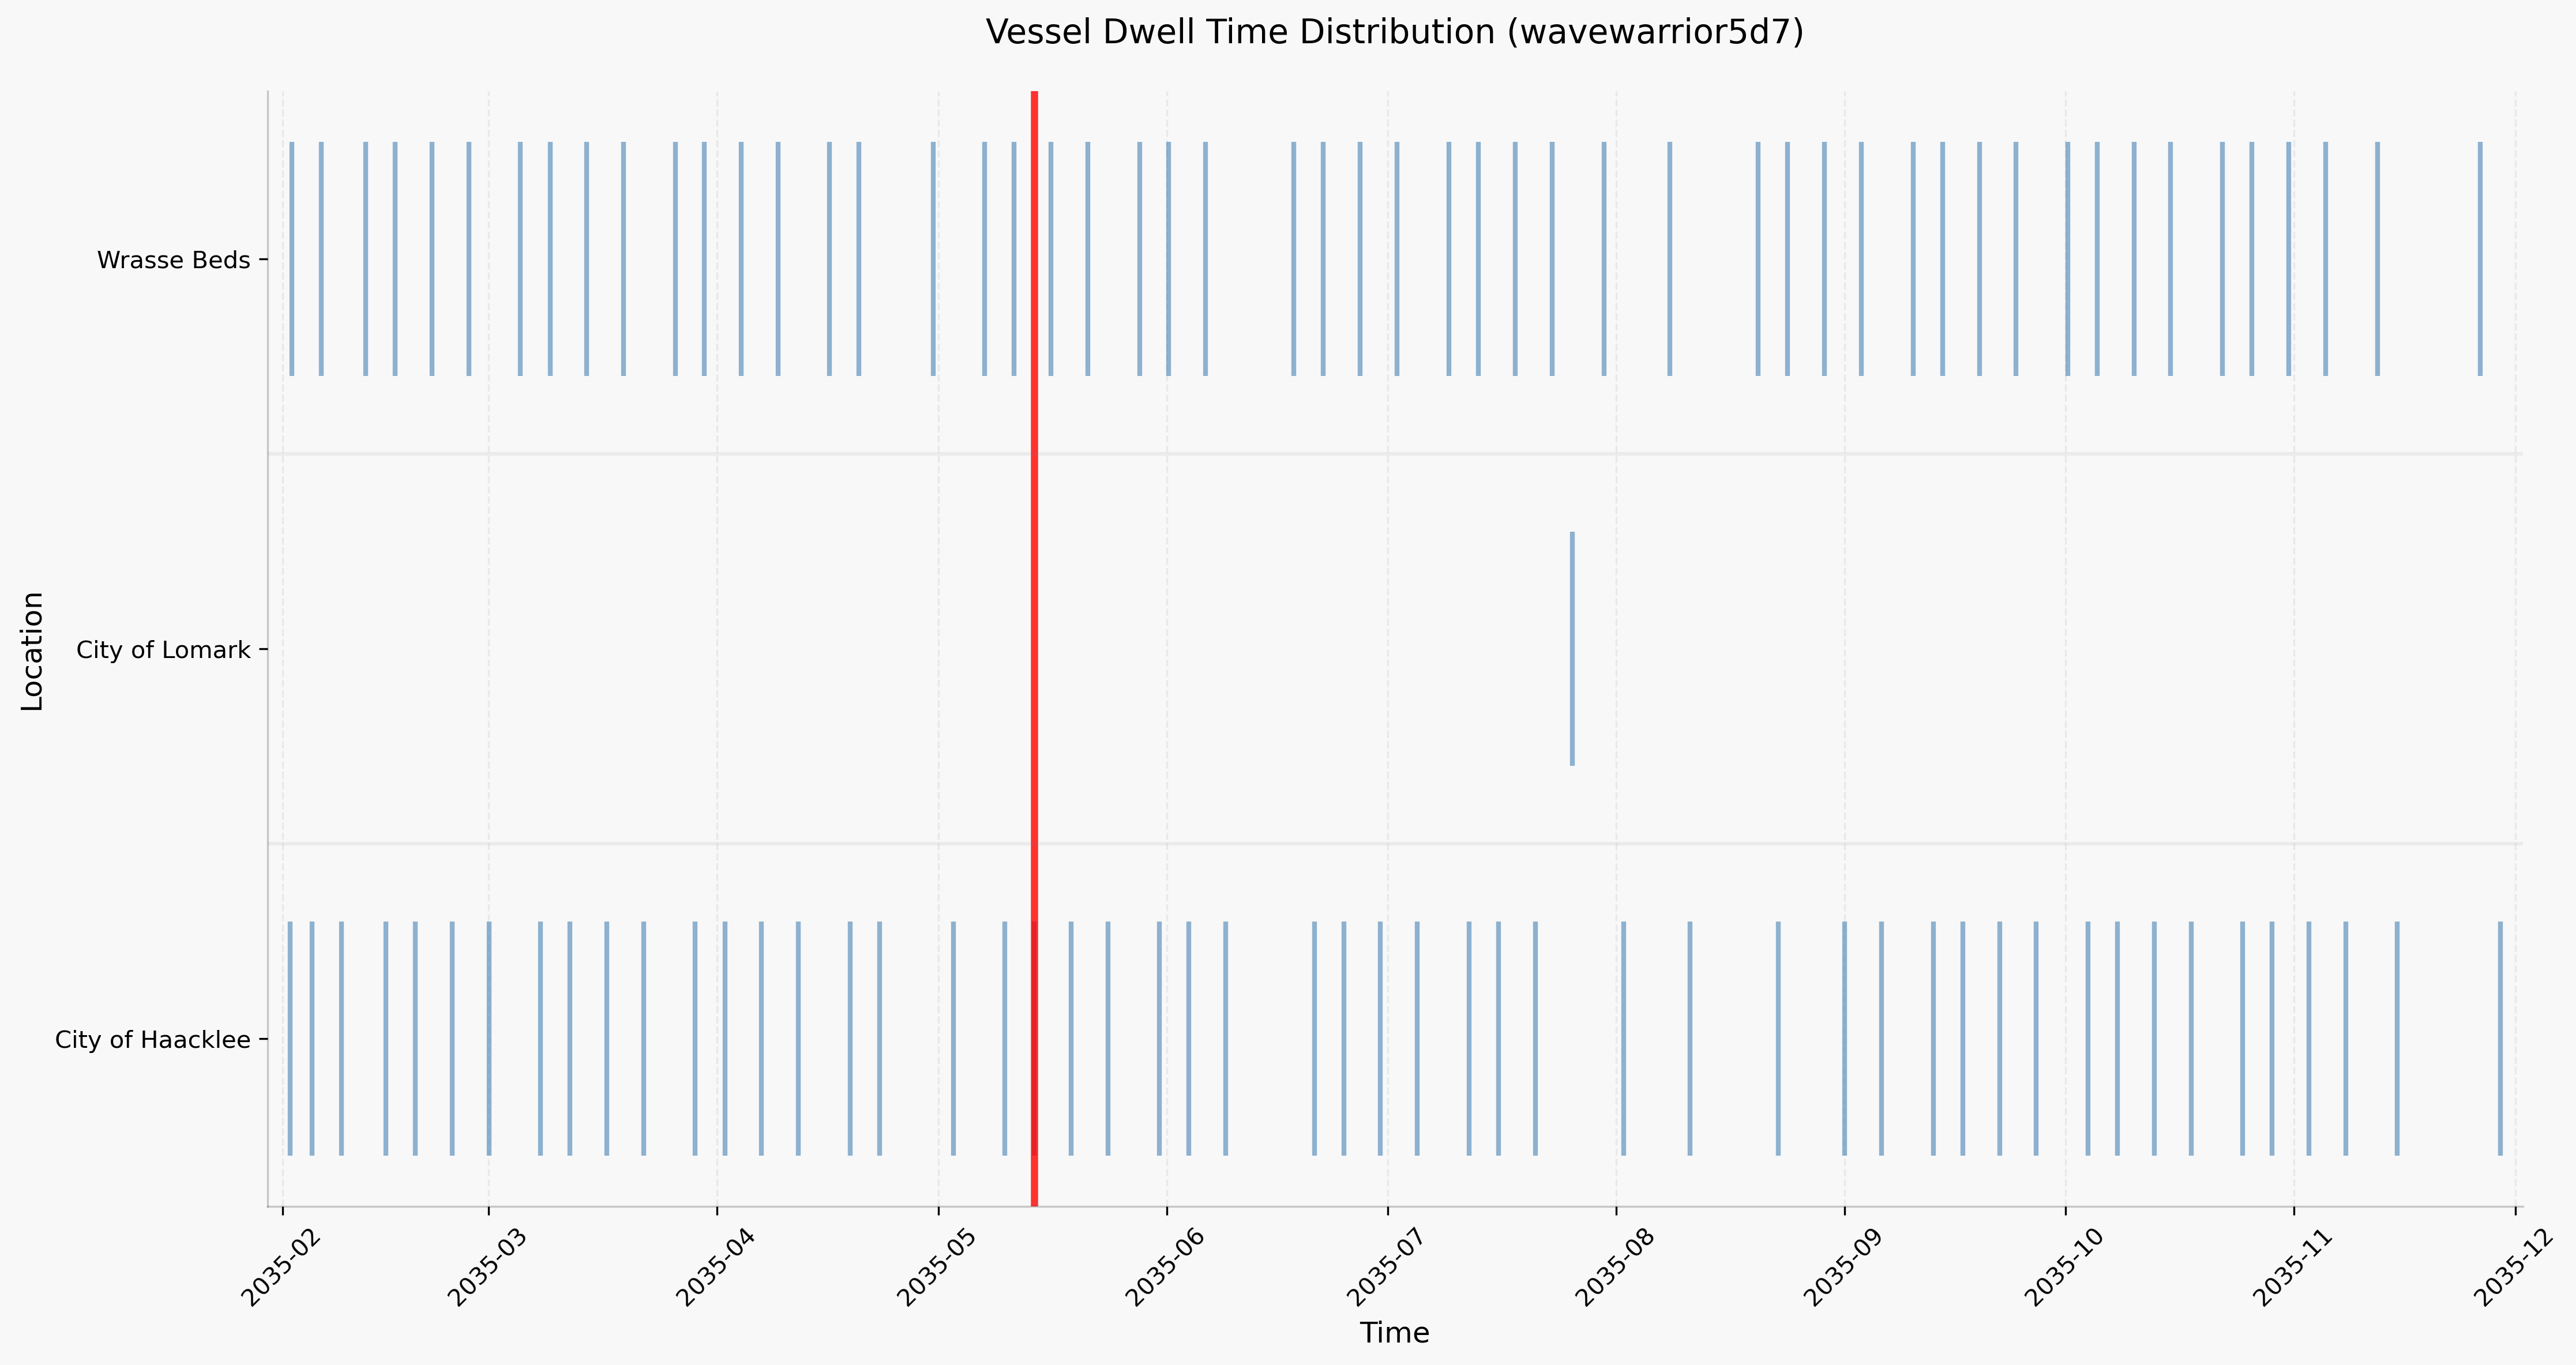 Vessel Dwell Time Distribution (wavewarrior5d7)
Location
Wrasse Beds
City of Lomark
City of Haacklee
2035-02
2035-03
2035-04
2035-05
2035-06
2035-07
2035-08
2035-09
2035-10
2035-11
2035-12
Time